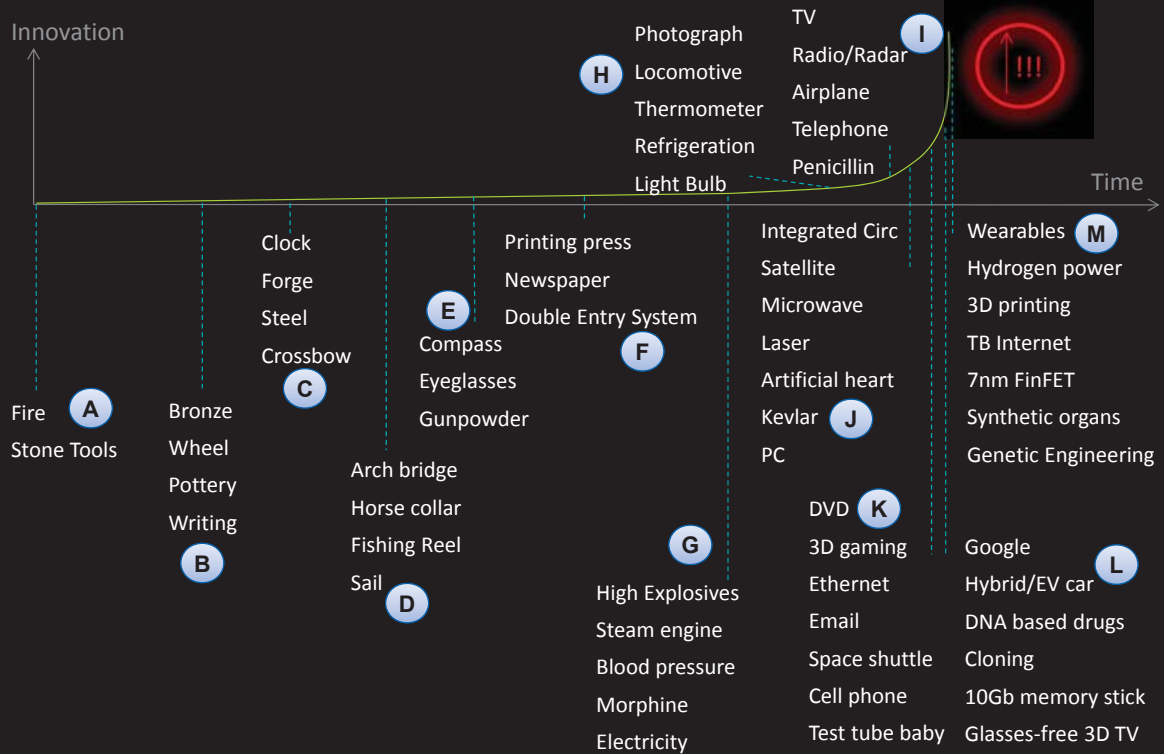 Innovation
Time
!!!
A
Fire
Stone Tools
Bronze
Wheel
Pottery
Writing
B
Clock
Forge
Steel
Crossbow
C
Arch bridge
Horse collar
Fishing Reel
Sail
D
E
Compass
Eyeglasses
Gunpowder
Printing press
Newspaper
Double Entry System
F
G
High Explosives
Steam engine
Blood pressure
Morphine
Electricity
H
Photograph
Locomotive
Thermometer
Refrigeration
Light Bulb
I
TV
Radio/Radar
Airplane
Telephone
Penicillin
Integrated Circ
Satellite
Microwave
Laser
Artificial heart
Kevlar
J
PC
DVD
K
3D gaming
Ethernet
Email
Space shuttle
Cell phone
Test tube baby
Google
Hybrid/EV car
L
DNA based drugs
Cloning
10Gb memory stick
Glasses-free 3D TV
Wearables
M
Hydrogen power
3D printing
TB Internet
7nm FinFET
Synthetic organs
Genetic Engineering